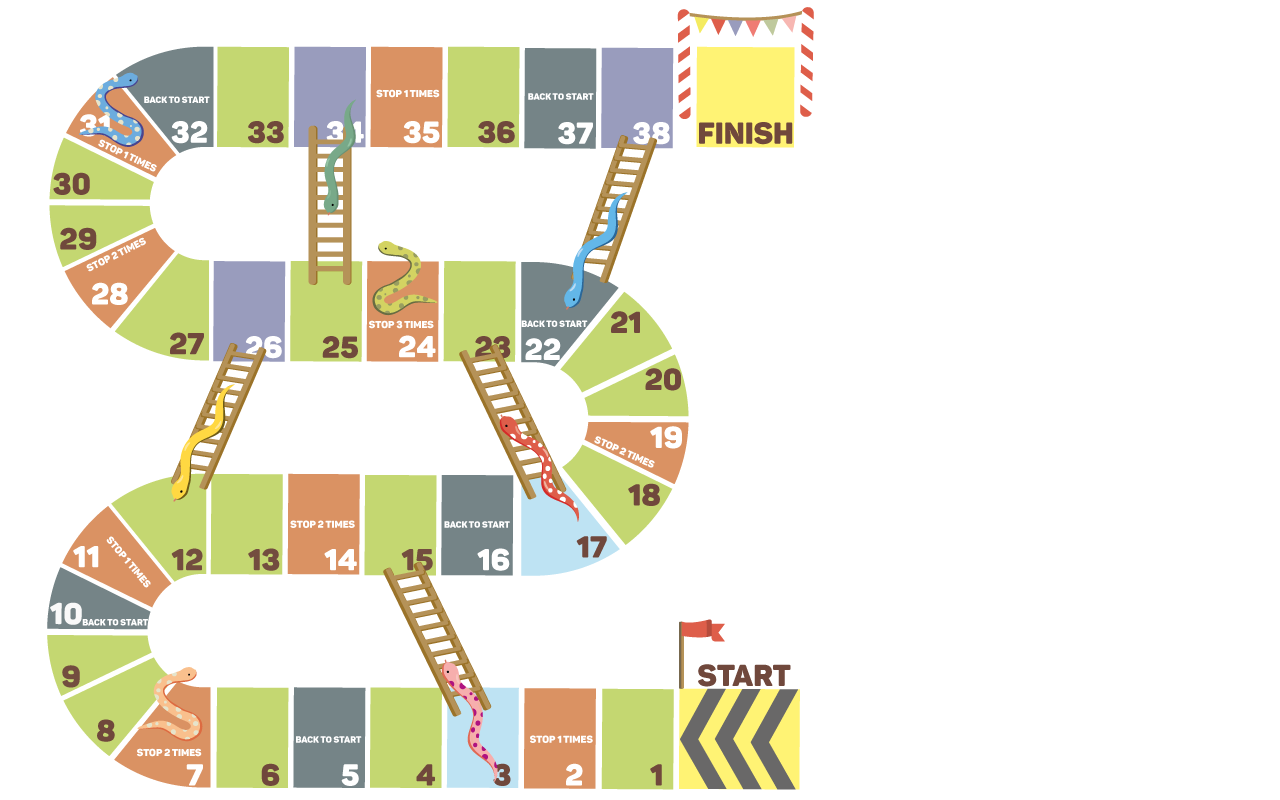 BACK TO START
32
33
34
STOP 1 TIMES
35
36
BACK TO START
37
38
FINISH
31
STOP 1 TIMES
30
29
STOP 2 TIMES
28
27
26
25
STOP 3 TIMES
24
23
BACK TO START
22
21
20
19
STOP 2 TIMES
18
11
STOP 1 TIMES
12
13
STOP 2 TIMES
14
15
BACK TO START
16
17
10
BACK TO START
9
8
STOP 2 TIMES
7
6
BACK TO START
5
4
3
STOP 1 TIMES
2
1
START